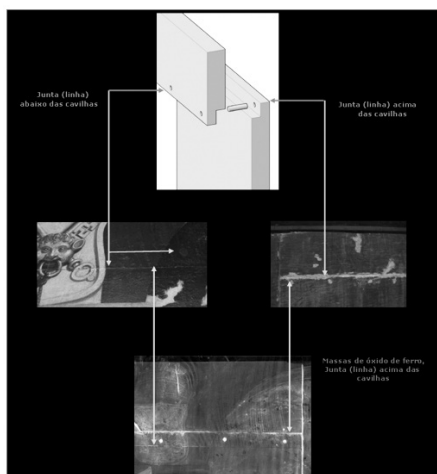 Junta (linha)
abaixo das cavilhas
Junta (linha) acima
das cavilhas
Massas de óxido de ferro,
Junta (linha) acima das
cavilhas